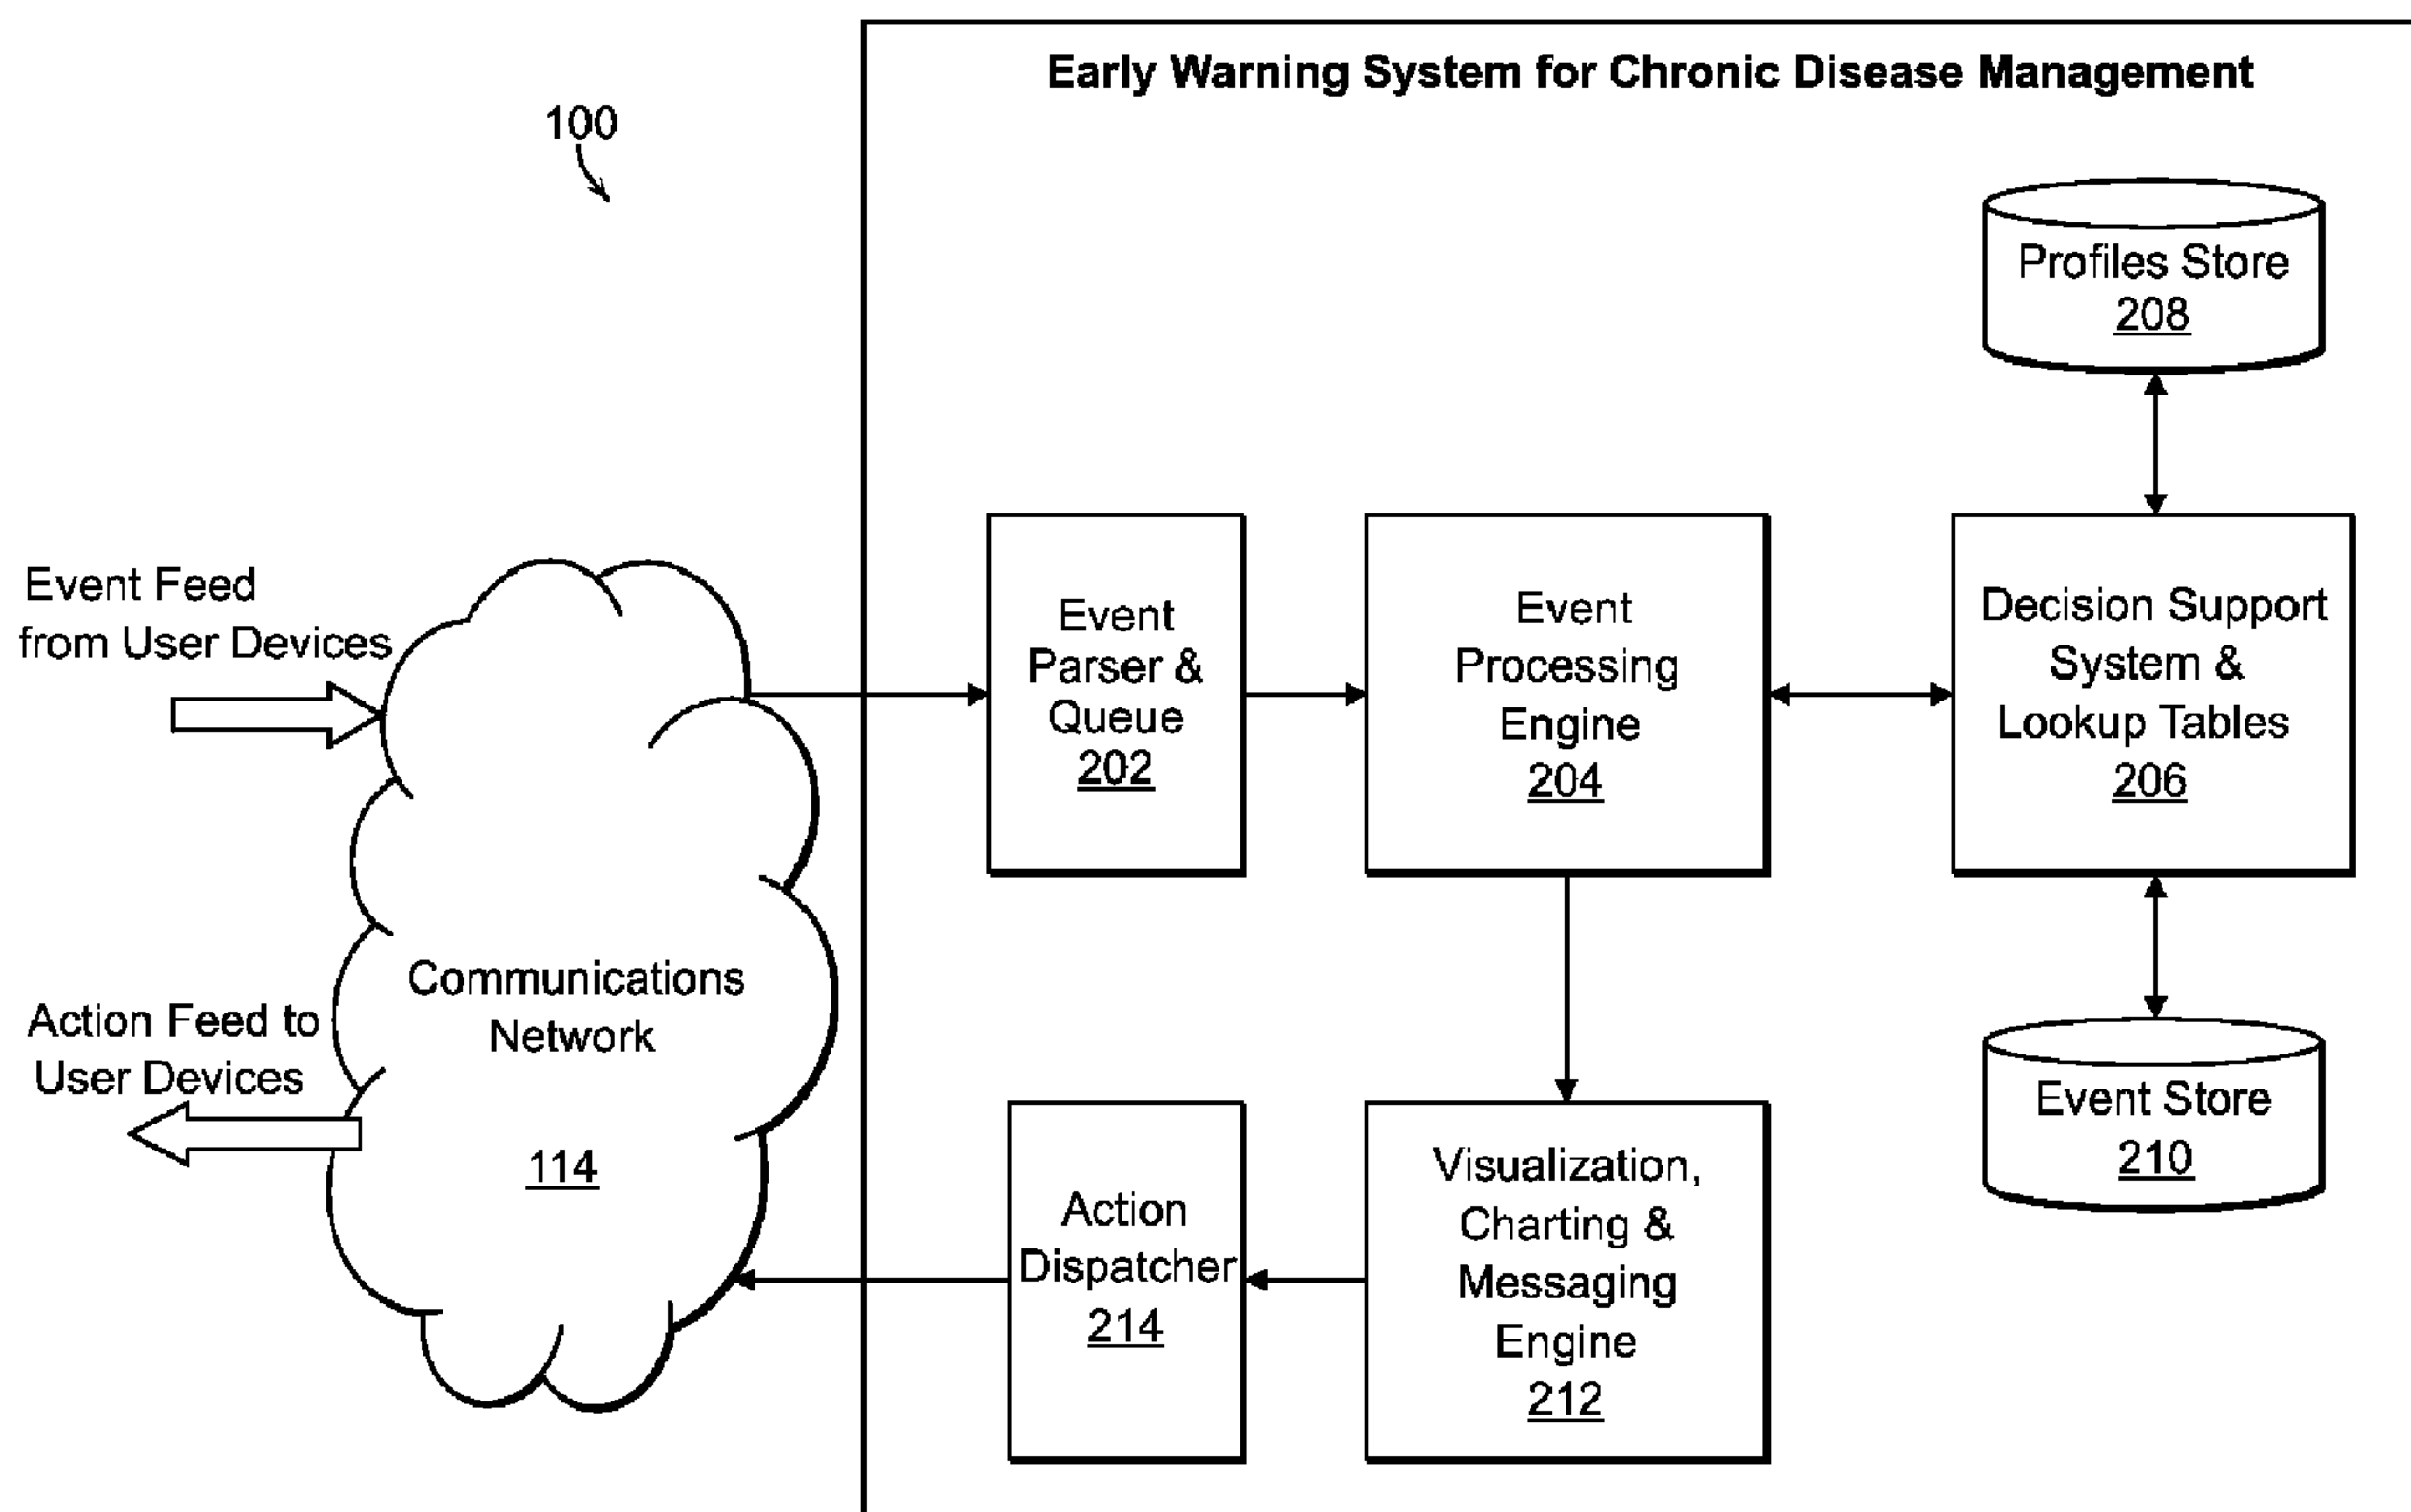 Early Warning System for Chronic Disease Management
100
Profiles Store
208
Event Feed
from User Devices
Event
Parser &
Queue
202
Event
Processing
Engine
204
Decision Support
System &
Lookup Tables
206
Communications
Network
114
Action Feed to
User Devices
Action
Dispatcher
214
Visualization,
Charting &
Messaging
Engine
212
Event Store
210